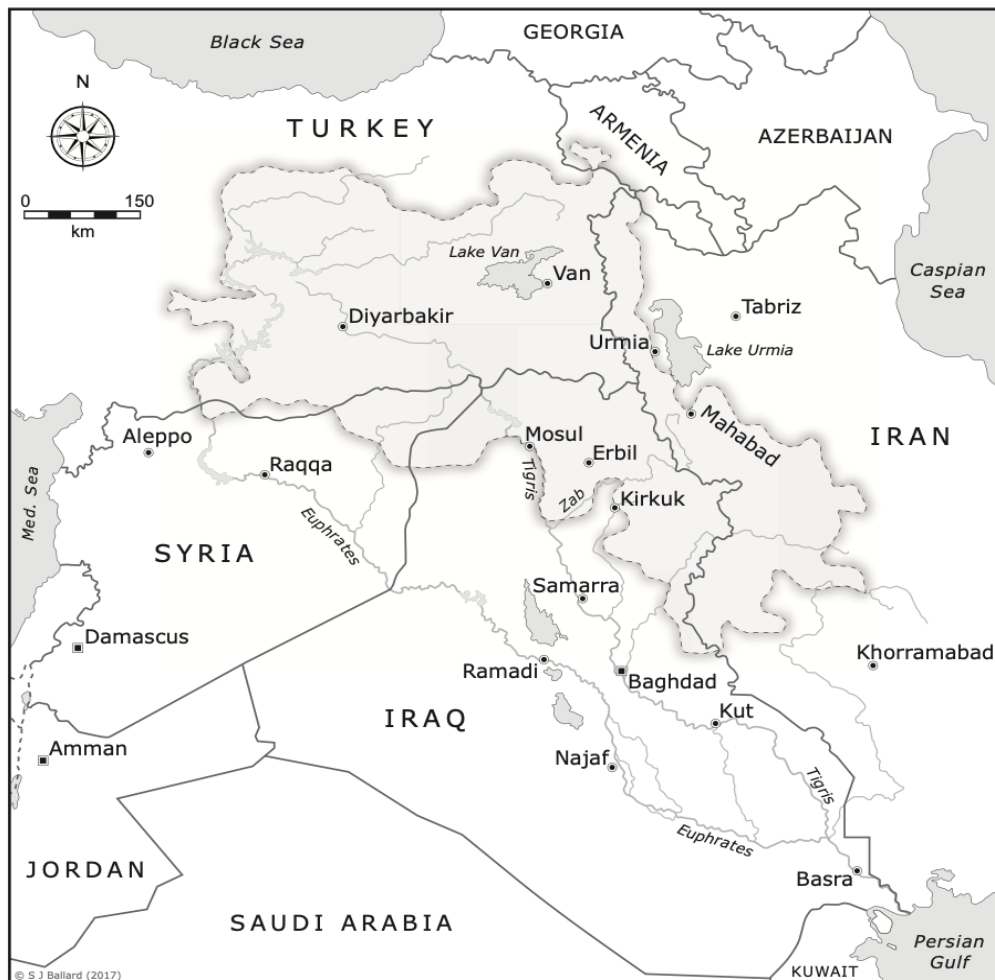 Black Sea
GEORGIA
N
TURKEY
ARMENIA
AZERBAIJAN
0 150
km
Lake Van
Van
Caspian
Sea
Tabriz
Diyarbakir
Urmia
Lake Urmia
Mahabad
IRAN
Aleppo
Mosul
Erbil
Raqqa
Tigris
Zab
Kirkuk
Med. Sea
Euphrates
SYRIA
Samarra
Damascus
Khorramabad
Ramadi
Baghdad
IRAQ
Kut
Amman
Najaf
Tigris
Euphrates
JORDAN
Basra
SAUDI ARABIA
Persian
Gulf
KUWAIT
© S J Ballard (2017)